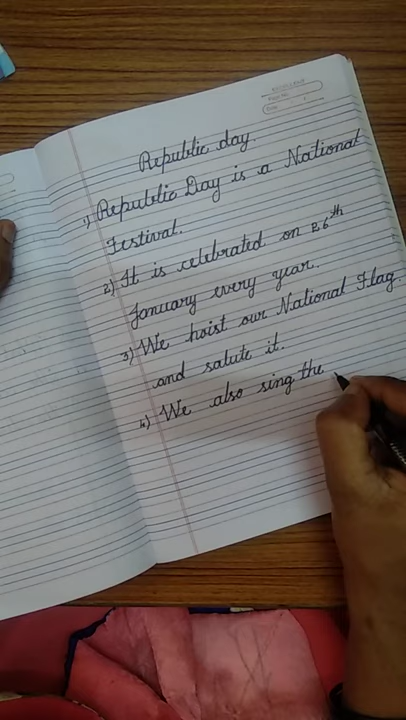 Republic day.
1) Republic Day is a National
Festival.
2) It is celebrated on 26th
January every year.
3) We hoist our National Flag.
and salute it.
4) We also sing the